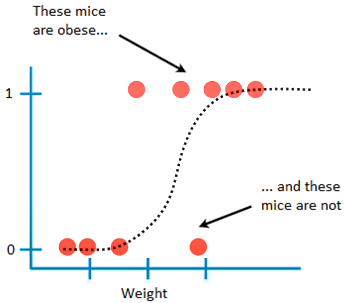 These mice
are obese...
1
... and these
mice are not
0
Weight